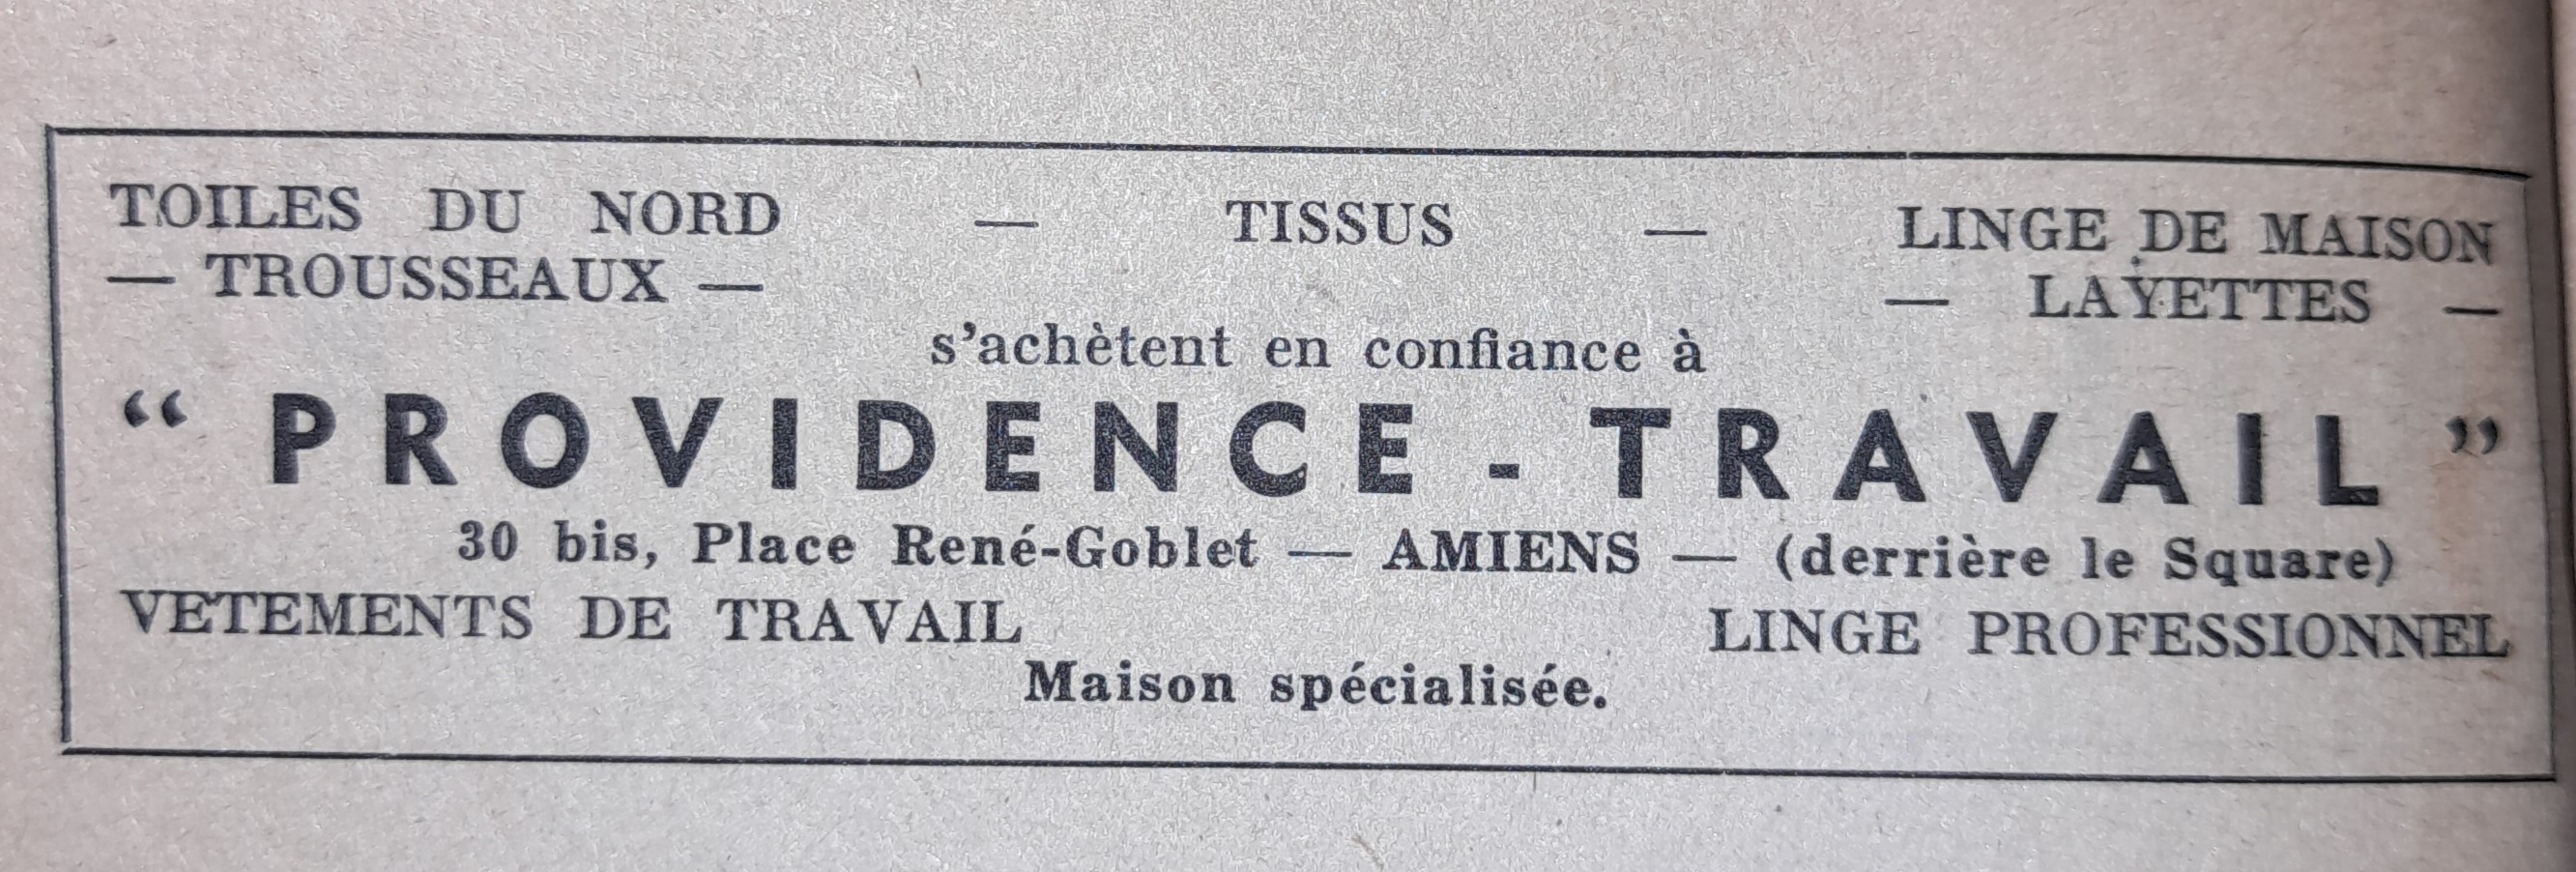 TOILES DU NORD — TISSUS — LINGE DE MAISON
— TROUSSEAUX — — LAYETTES —
s'achètent en confiance à
“ PROVIDENCE - TRAVAIL ”
30 bis, Place René-Goblet — AMIENS — (derrière le Square)
VETEMENTS DE TRAVAIL LINGE PROFESSIONNEL
Maison spécialisée.